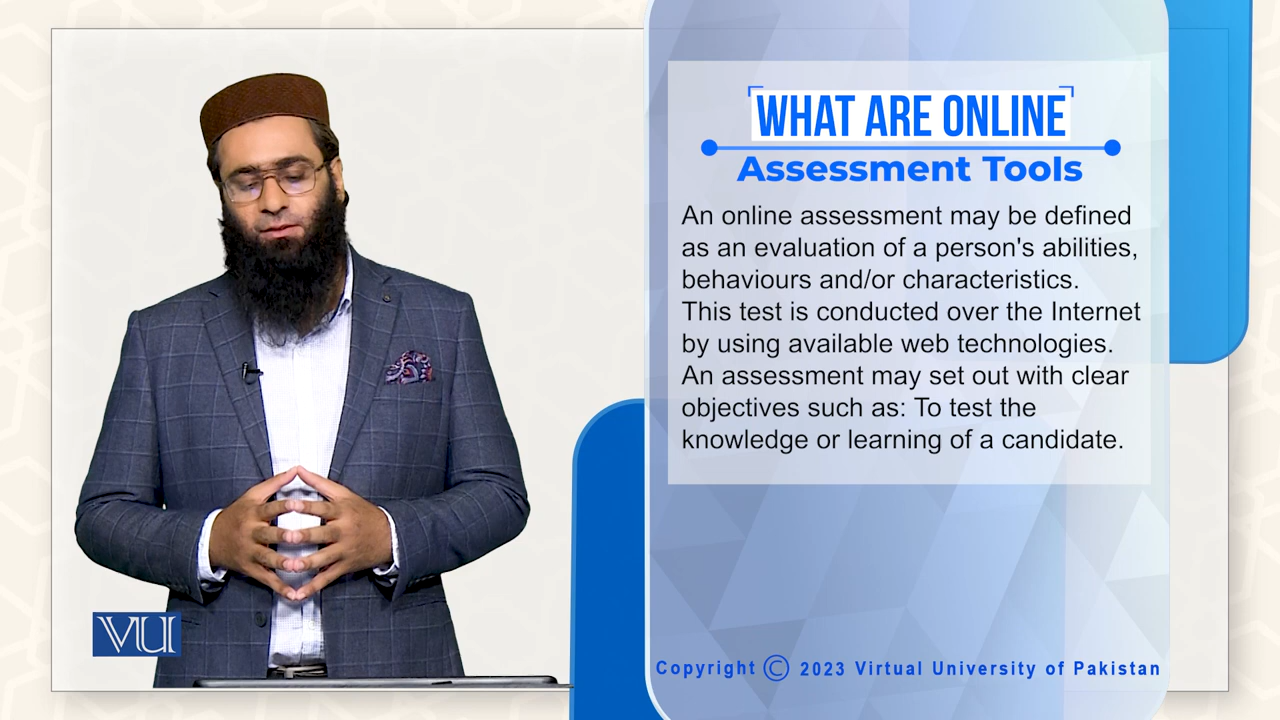 WHAT ARE ONLINE
Assessment Tools
An online assessment may be defined
as an evaluation of a person's abilities,
behaviours and/or characteristics.
This test is conducted over the Internet
by using available web technologies.
An assessment may set out with clear
objectives such as: To test the
knowledge or learning of a candidate.
VU
Copyright © 2023 Virtual University of Pakistan